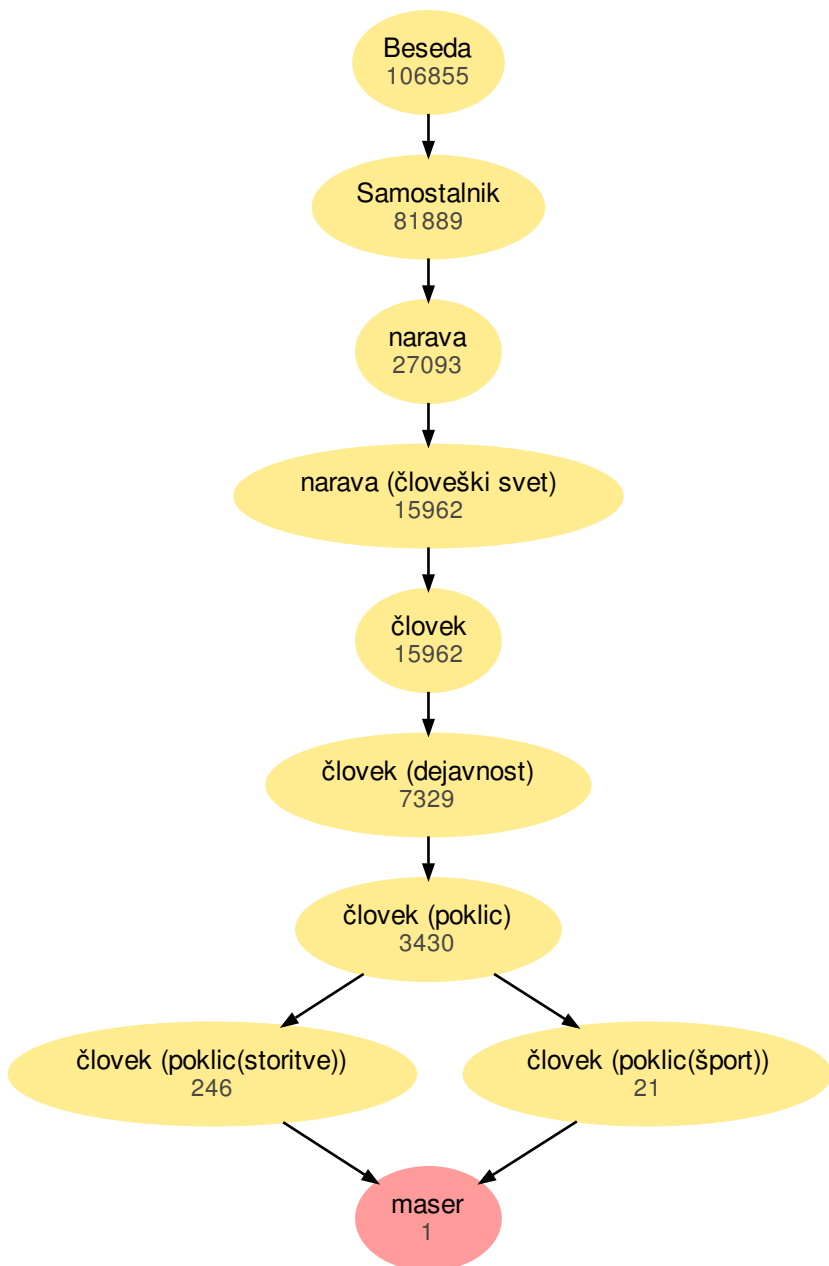 Beseda
106855
Samostalnik
81889
narava
27093
narava (človeški svet)
15962
človek
15962
človek (dejavnost)
7329
človek (poklic)
3430
človek (poklic(storitve))
246
človek (poklic(šport))
21
maser
1